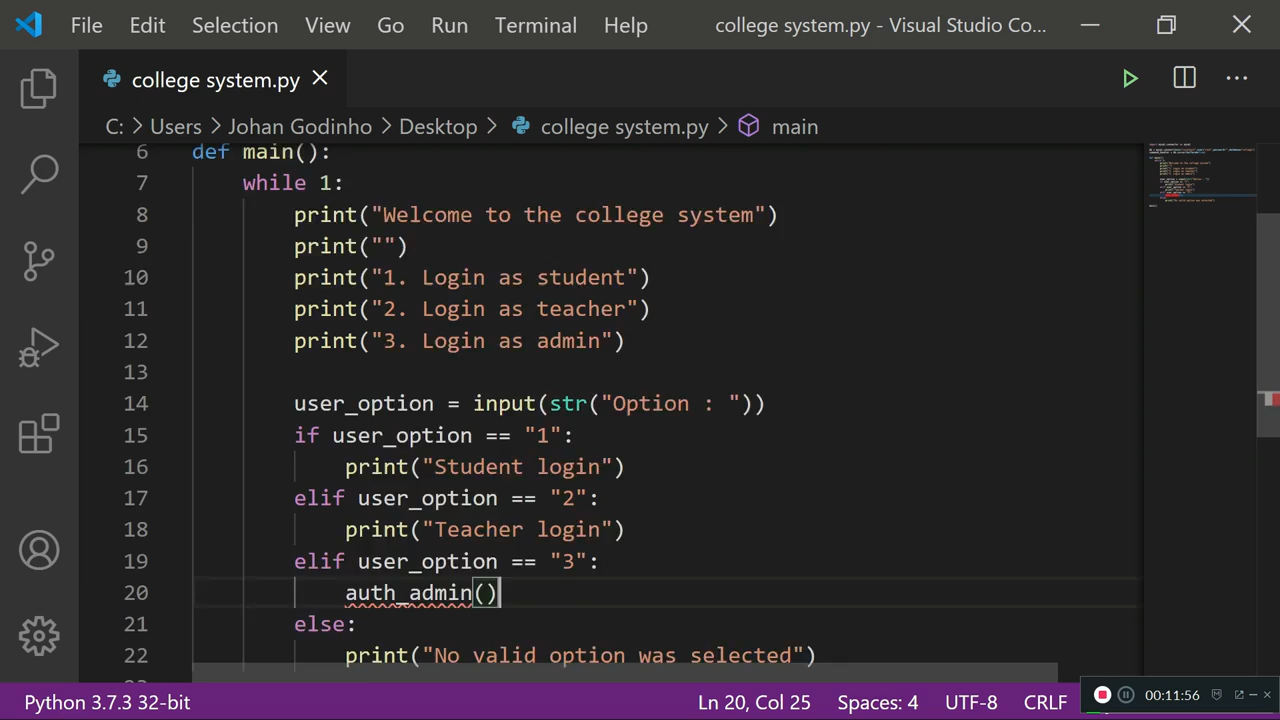 File Edit Selection View Go Run Terminal Help college system.py - Visual Studio Co...
college system.py
C: > Users > Johan Godinho > Desktop > college system.py > main
6 def main():
7 while 1:
8 print("Welcome to the college system")
9 print("")
10 print("1. Login as student")
11 print("2. Login as teacher")
12 print("3. Login as admin")
13
14 user_option = input(str("Option : "))
15 if user_option == "1":
16 print("Student login")
17 elif user_option == "2":
18 print("Teacher login")
19 elif user_option == "3":
20 auth_admin()
21 else:
22 print("No valid option was selected")
Python 3.7.3 32-bit Ln 20, Col 25 Spaces: 4 UTF-8 CRLF 00:11:56